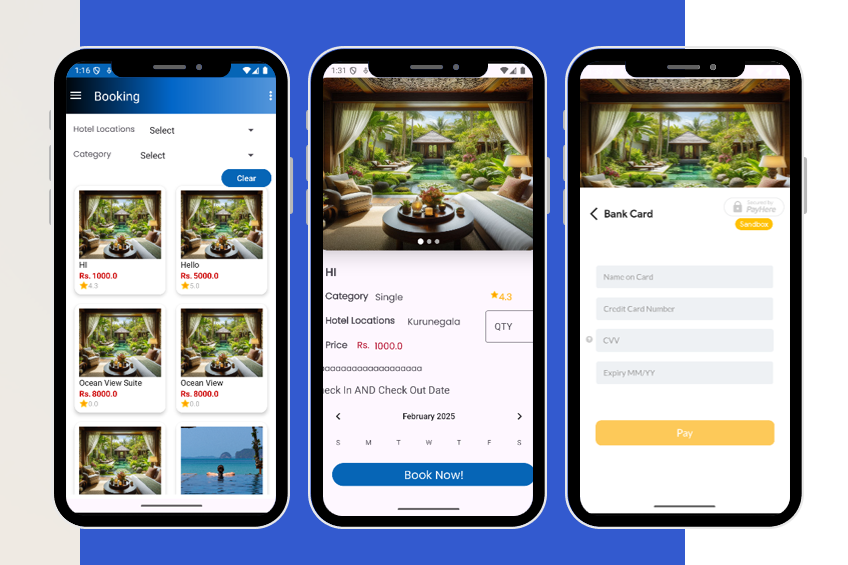 1:16
Booking
Hotel Locations Select
Category Select
Clear
HI
Rs. 1000.0
4.3
Hello
Rs. 5000.0
5.0
Ocean View Suite
Rs. 8000.0
0.0
Ocean View
Rs. 8000.0
0.0
1:31
HI
Category Single
4.3
Hotel Locations Kurunegala
QTY
Price Rs. 1000.0
aaaaaaaaaaaaaaaaaaa
eck In AND Check Out Date
February 2025
S M T W T F S
Book Now!
Bank Card
Secured by
PayHere
Sandbox
Name on Card
Credit Card Number
CVV
Expiry MM/YY
Pay